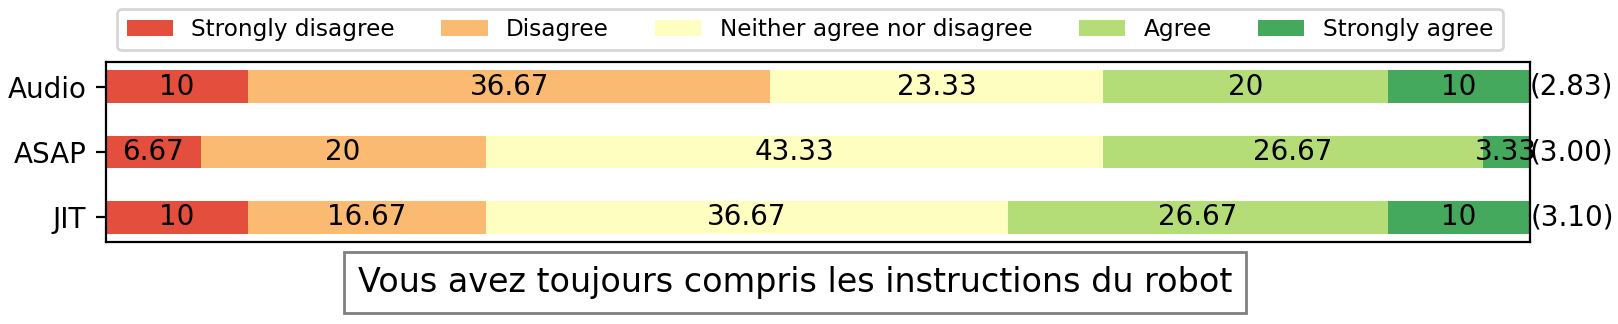 Strongly disagree Disagree Neither agree nor disagree Agree Strongly agree
Audio 10 36.67 23.33 20 10 (2.83)
ASAP 6.67 20 43.33 26.67 3.33 (3.00)
JIT 10 16.67 36.67 26.67 10 (3.10)
Vous avez toujours compris les instructions du robot